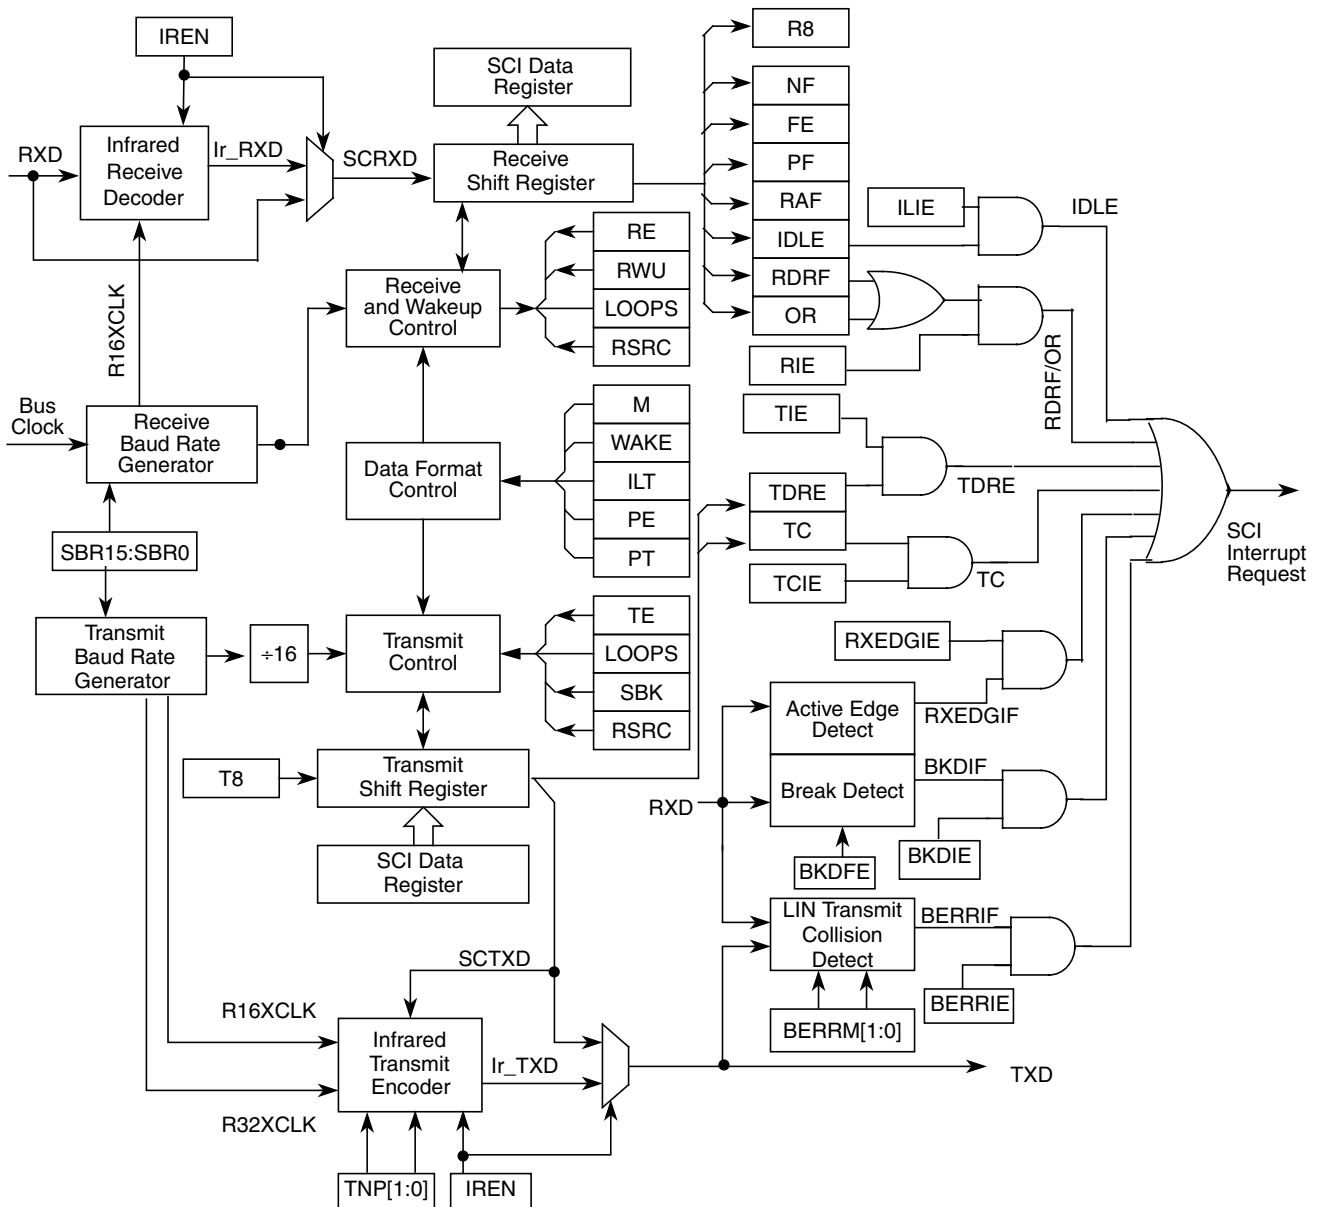 IREN
RXD
Infrared
Receive
Decoder
Ir_RXD
SCRXD
SCI Data
Register
Receive
Shift Register
R8
NF
FE
PF
RAF
IDLE
RDRF
OR
ILIE
IDLE
RIE
RDRF/OR
R16XCLK
Receive
and Wakeup
Control
RE
RWU
LOOPS
RSRC
Bus
Clock
Receive
Baud Rate
Generator
Data Format
Control
M
WAKE
ILT
PE
PT
TIE
TDRE
TC
TCIE
TDRE
TC
SCI
Interrupt
Request
SBR15:SBR0
Transmit
Baud Rate
Generator
÷16
Transmit
Control
TE
LOOPS
SBK
RSRC
RXEDGIE
Active Edge
Detect
RXEDGIF
T8
Transmit
Shift Register
RXD
Break Detect
BKDIF
BKDIE
BKDFE
SCI Data
Register
LIN Transmit
Collision
Detect
BERRIF
BERRIE
BERRM[1:0]
SCTXD
R16XCLK
Infrared
Transmit
Encoder
Ir_TXD
TXD
R32XCLK
TNP[1:0]
IREN